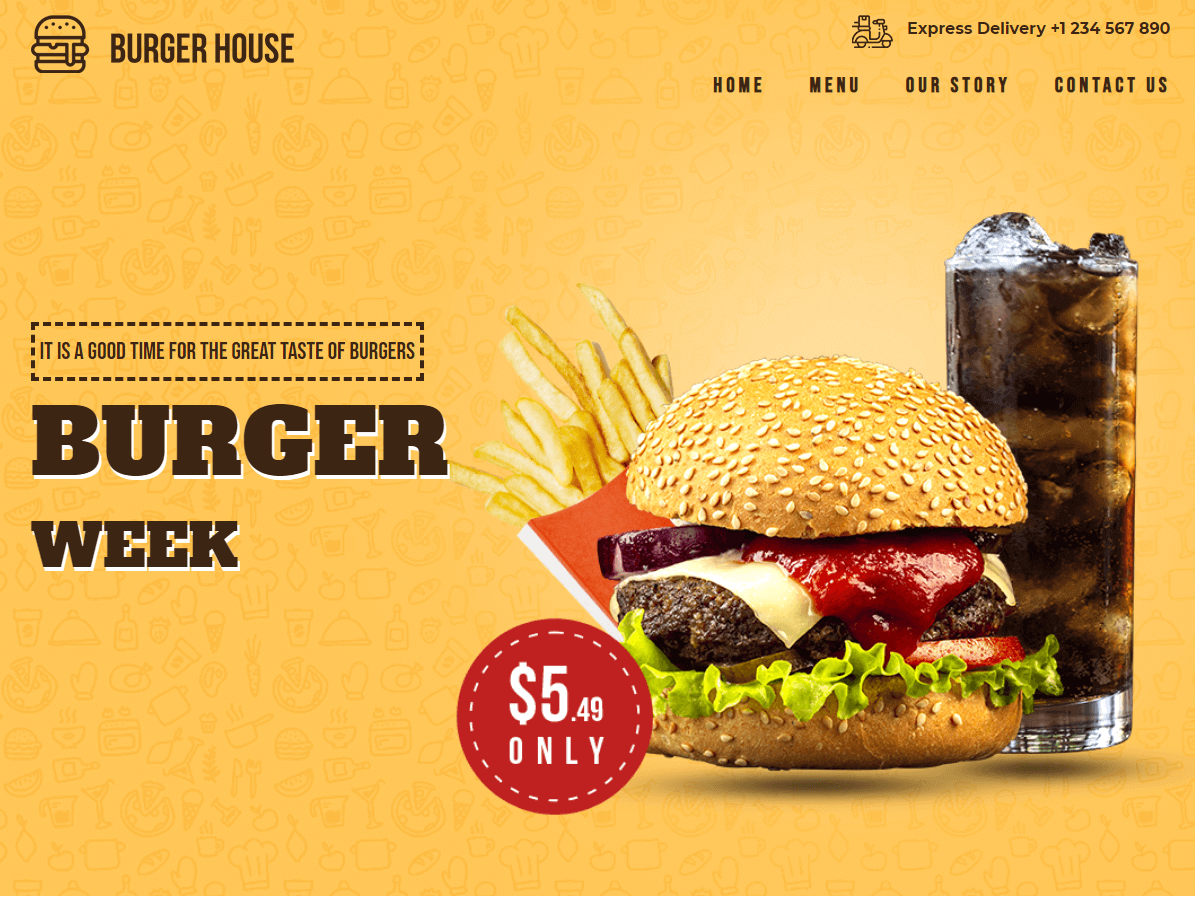 BURGER HOUSE
Express Delivery +1 234 567 890
HOME MENU OUR STORY CONTACT US
IT IS A GOOD TIME FOR THE GREAT TASTE OF BURGERS
BURGER
WEEK
$5.49
ONLY